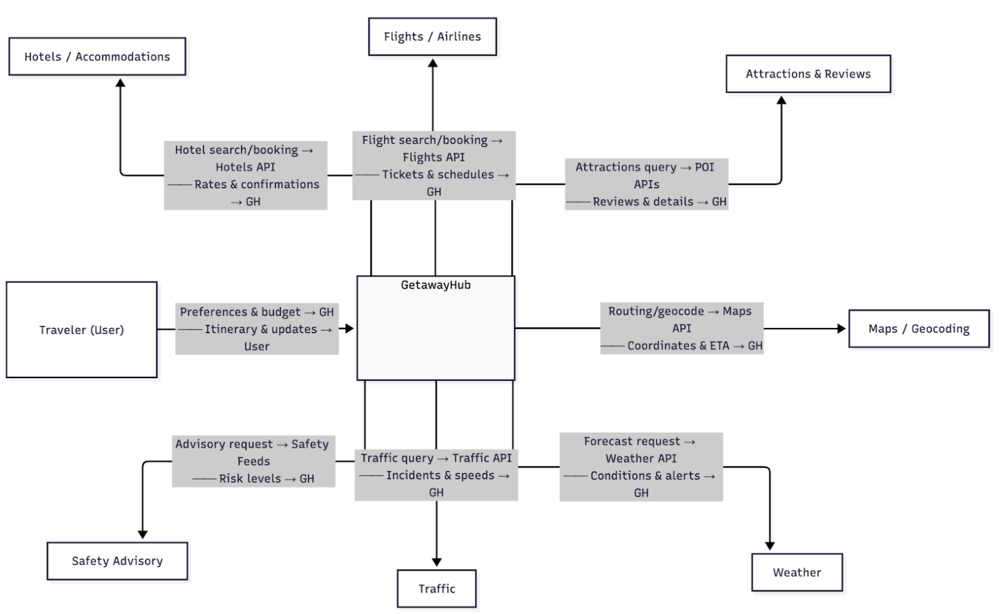 Flights / Airlines
Hotels / Accommodations
Attractions & Reviews
Hotel search/booking →
Hotels API
—— Rates & confirmations
→ GH
Flight search/booking →
Flights API
—— Tickets & schedules →
GH
Attractions query → POI
APIs
—— Reviews & details → GH
Traveler (User)
Preferences & budget → GH
—— Itinerary & updates →
User
GetawayHub
Routing/geocode → Maps
API
—— Coordinates & ETA → GH
Maps / Geocoding
Advisory request → Safety
Feeds
—— Risk levels → GH
Traffic query → Traffic API
—— Incidents & speeds →
GH
Forecast request →
Weather API
—— Conditions & alerts →
GH
Safety Advisory
Traffic
Weather